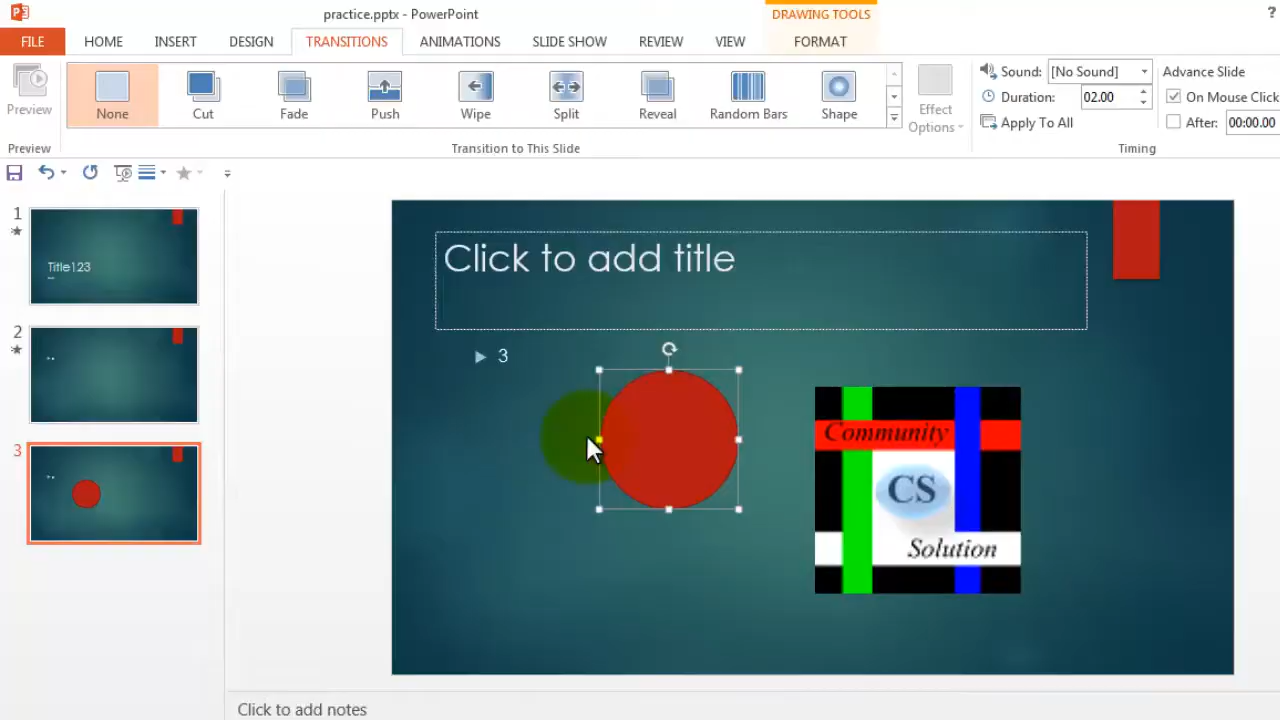 practice.pptx - PowerPoint
DRAWING TOOLS
?
FILE HOME INSERT DESIGN TRANSITIONS ANIMATIONS SLIDE SHOW REVIEW VIEW FORMAT
Preview
None Cut Fade Push Wipe Split Reveal Random Bars Shape
Effect
Options
Sound: [No Sound]
Duration: 02.00
Apply To All
Advance Slide
On Mouse Click
After: 00:00.00
Preview
Transition to This Slide
Timing
1
Title123
2
3
Click to add title
3
Community
CS
Solution
Click to add notes